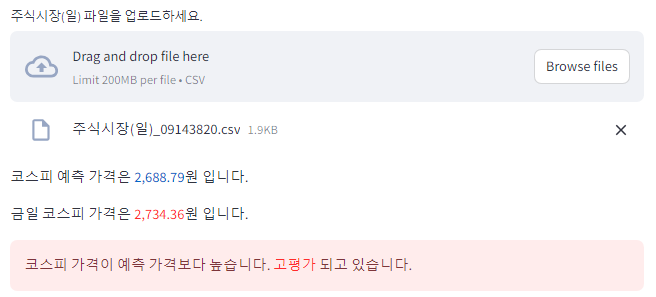 주식시장(일) 파일을 업로드하세요.
Drag and drop file here
Limit 200MB per file • CSV
Browse files
주식시장(일)_09143820.csv 1.9KB
코스피 예측 가격은 2,688.79원 입니다.
금일 코스피 가격은 2,734.36원 입니다.
코스피 가격이 예측 가격보다 높습니다. 고평가 되고 있습니다.